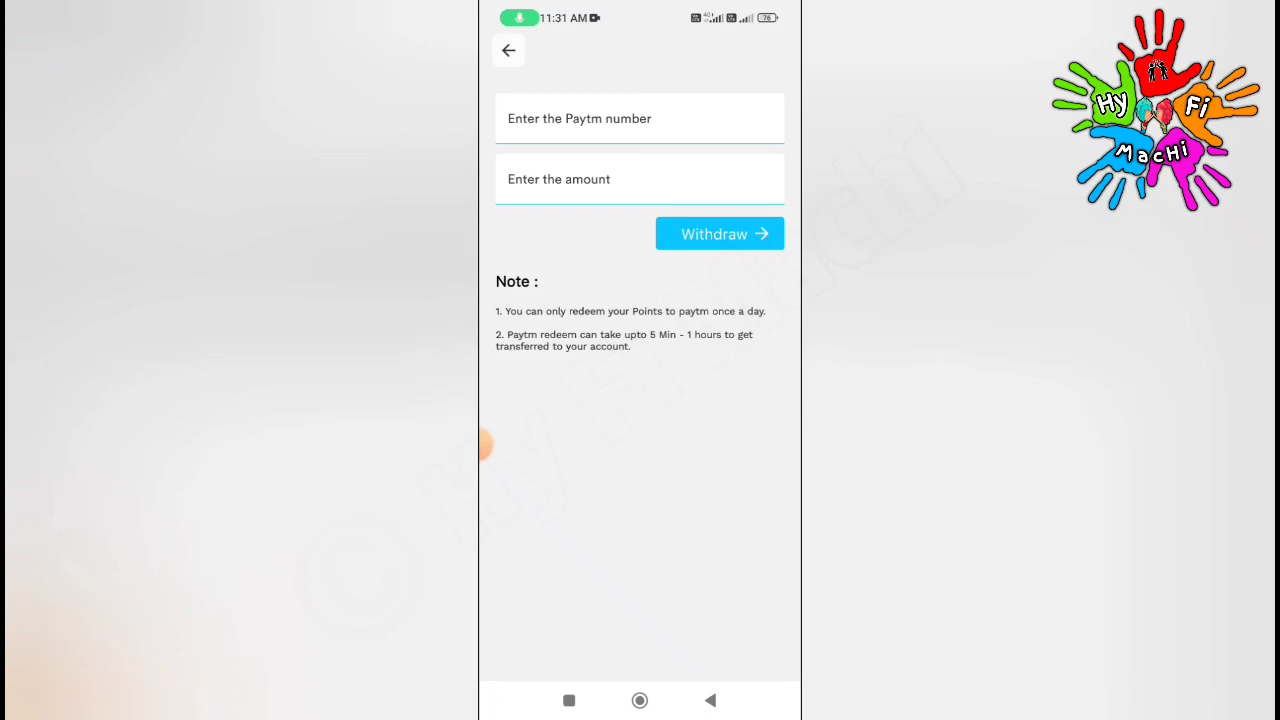 11:31 AM
76
Hy
Fi
MacHi
Enter the Paytm number
Enter the amount
Withdraw
Note :
1. You can only redeem your Points to paytm once a day.
2. Paytm redeem can take upto 5 Min - 1 hours to get
transferred to your account.